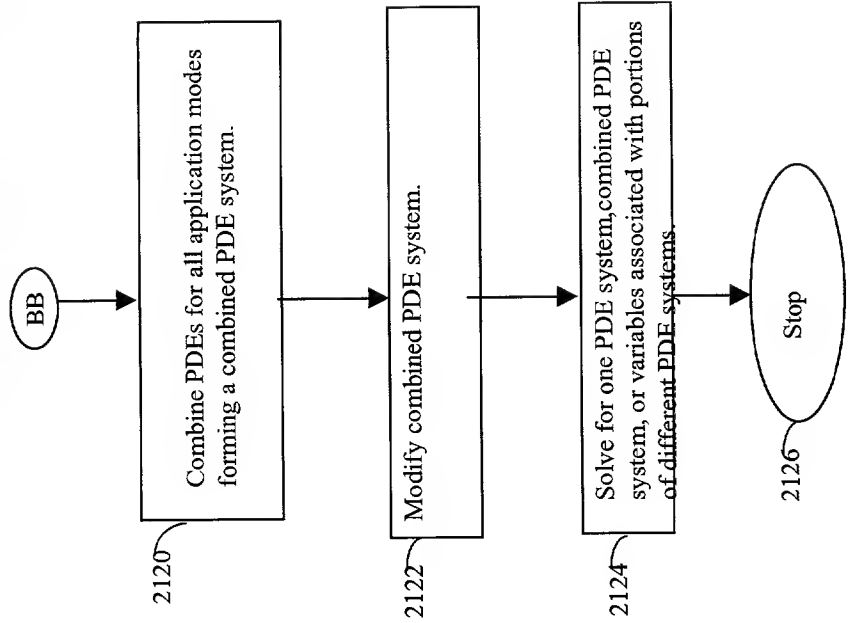 BB
2120
Combine PDEs for all application modes
forming a combined PDE system.
2122
Modify combined PDE system.
2124
Solve for one PDE system,combined PDE
system, or variables associated with portions
of different PDE systems.
2126
Stop